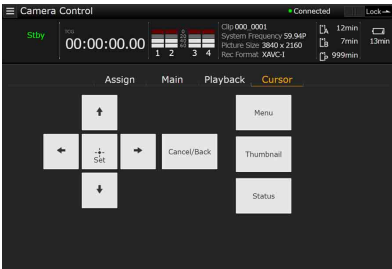 Camera Control
Connected
Lock
Stby
TCG
00:00:00.00
1 2 3 4
Clip 000_0001
System Frequency 59.94P
Picture Size 3840 x 2160
Rec Format XAVC-I
A 12min
B 7min
999min
13min
Assign Main Playback Cursor
Menu
Set
Cancel/Back
Thumbnail
Status